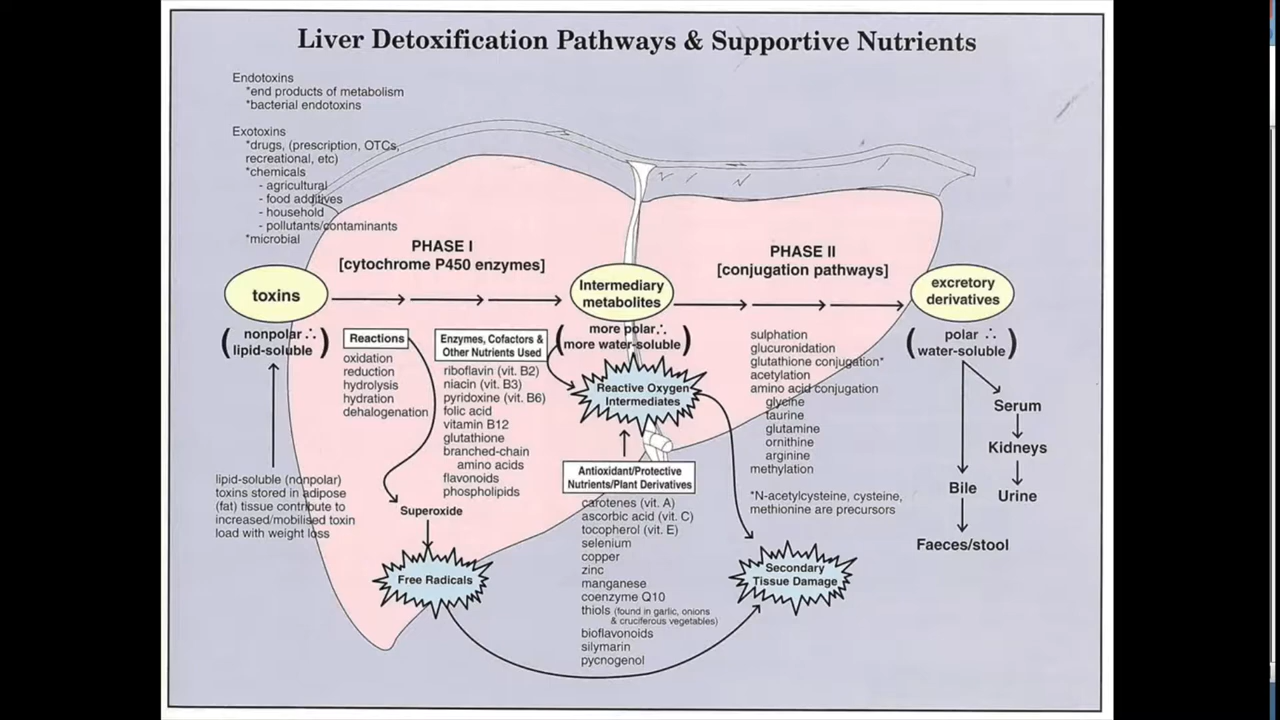 Liver Detoxification Pathways & Supportive Nutrients
Endotoxins
*end products of metabolism
*bacterial endotoxins
Exotoxins
*drugs, (prescription, OTCs,
recreational, etc)
*chemicals
- agricultural
- food additives
- household
- pollutants/contaminants
*microbial
PHASE I
[cytochrome P450 enzymes]
PHASE II
[conjugation pathways]
toxins
(nonpolar ∴
lipid-soluble)
Intermediary
metabolites
(more polar ∴
more water-soluble)
excretory
derivatives
(polar ∴
water-soluble)
Reactions
oxidation
reduction
hydrolysis
hydration
dehalogenation
Enzymes, Cofactors &
Other Nutrients Used
riboflavin (vit. B2)
niacin (vit. B3)
pyridoxine (vit. B6)
folic acid
vitamin B12
glutathione
branched-chain
amino acids
flavonoids
phospholipids
Reactive Oxygen
Intermediates
sulphation
glucuronidation
glutathione conjugation*
acetylation
amino acid conjugation
glycine
taurine
glutamine
ornithine
arginine
methylation
*N-acetylcysteine, cysteine,
methionine are precursors
Serum
Kidneys
Urine
Bile
Faeces/stool
lipid-soluble (nonpolar)
toxins stored in adipose
(fat) tissue contribute to
increased/mobilised toxin
load with weight loss
Superoxide
Free Radicals
Antioxidant/Protective
Nutrients/Plant Derivatives
carotenes (vit. A)
ascorbic acid (vit. C)
tocopherol (vit. E)
selenium
copper
zinc
manganese
coenzyme Q10
thiols (found in garlic, onions
& cruciferous vegetables)
bioflavonoids
silymarin
pycnogenol
Secondary
Tissue Damage